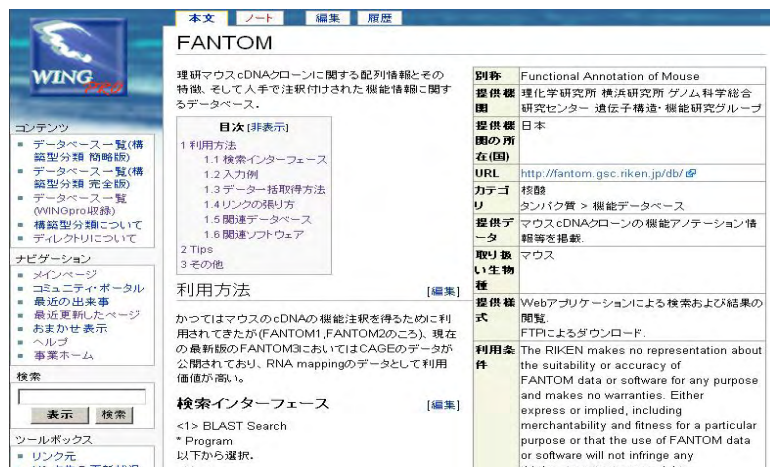 本文
ノート
編集
履歴
WING
PRO
FANTOM
理研マウスcDNAクローンに関する配列情報とその
特徴、そして人手で注釈付けされた機能情報に関す
るデータベース.
目次 [非表示]
1 利用方法
1.1 検索インターフェース
1.2 入力例
1.3 データ一括取得方法
1.4 リンクの張り方
1.5 関連データベース
1.6 関連ソフトウェア
2 Tips
3 その他
利用方法
[編集]
かつてはマウスのcDNAの機能注釈を得るために利
用されてきたが(FANTOM1,FANTOM2のころ)、現在
の最新版のFANTOM3においてはCAGEのデータが
公開されており、RNA mappingのデータとして利用
価値が高い。
検索インターフェース
[編集]
<1> BLAST Search
* Program
以下から選択.
別称 Functional Annotation of Mouse
提供機 理化学研究所 横浜研究所 ゲノム科学総合
関 研究センター 遺伝子構造・機能研究グループ
提供機 日本
関の所
在(国)
URL http://fantom.gsc.riken.jp/db/
カテゴ 核酸
リ タンパク質 > 機能データベース
提供デ マウスcDNAクローンの機能アノテーション情
ータ 報等を掲載.
取り扱 マウス
い生物
種
提供様 Webアプリケーションによる検索および結果の
式 閲覧.
FTPによるダウンロード.
利用条 The RIKEN makes no representation about
件 the suitability or accuracy of
FANTOM data or software for any purpose
and makes no warranties. Either
express or implied, including
merchantability and fitness for a particular
purpose or that the use of FANTOM data
or software will not infringe any
コンテンツ
データベース一覧(構
築型分類 簡略版)
データベース一覧(構
築型分類 完全版)
データベース一覧
(WINGpro収録)
構築型分類について
ディレクトリについて
ナビゲーション
メインページ
コミュニティ・ポータル
最近の出来事
最近更新したページ
おまかせ表示
ヘルプ
事業ホーム
検索
表示
検索
ツールボックス
リンク元